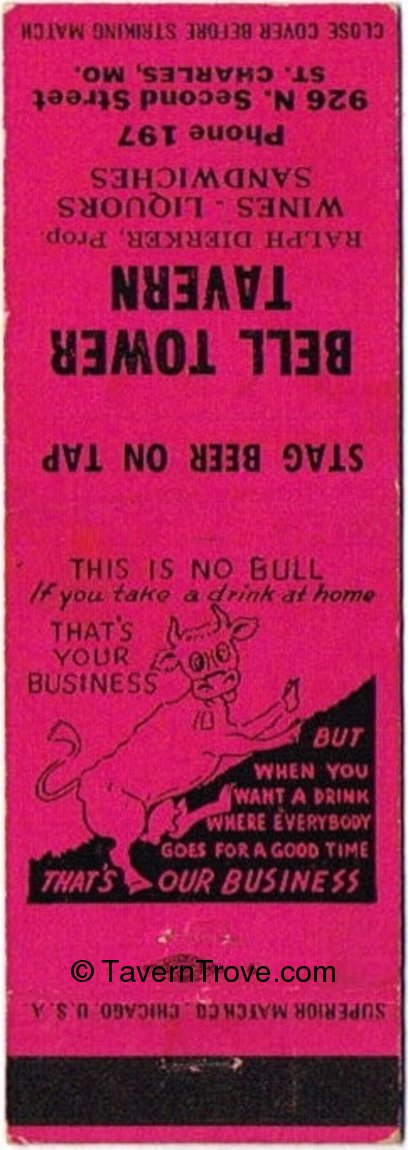 CLOSE COVER BEFORE STRIKING MATCH
BELL TOWER
TAVERN
RALPH DIERKER, Prop.
WINES - LIQUORS
SANDWICHES
Phone 197
926 N. Second Street
ST. CHARLES, MO.
STAG BEER ON TAP
THIS IS NO BULL
If you take a drink at home
THAT'S
YOUR
BUSINESS
BUT
WHEN YOU
WANT A DRINK
WHERE EVERYBODY
GOES FOR A GOOD TIME
THAT'S OUR BUSINESS
© TavernTrove.com
SUPERIOR MATCH CO., CHICAGO, U. S. A.